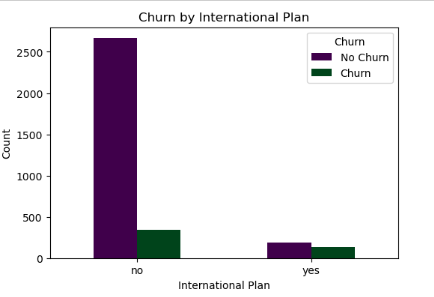 Churn by International Plan
Churn
No Churn
Churn
2500
2000
1500
1000
500
0
Count
no
yes
International Plan